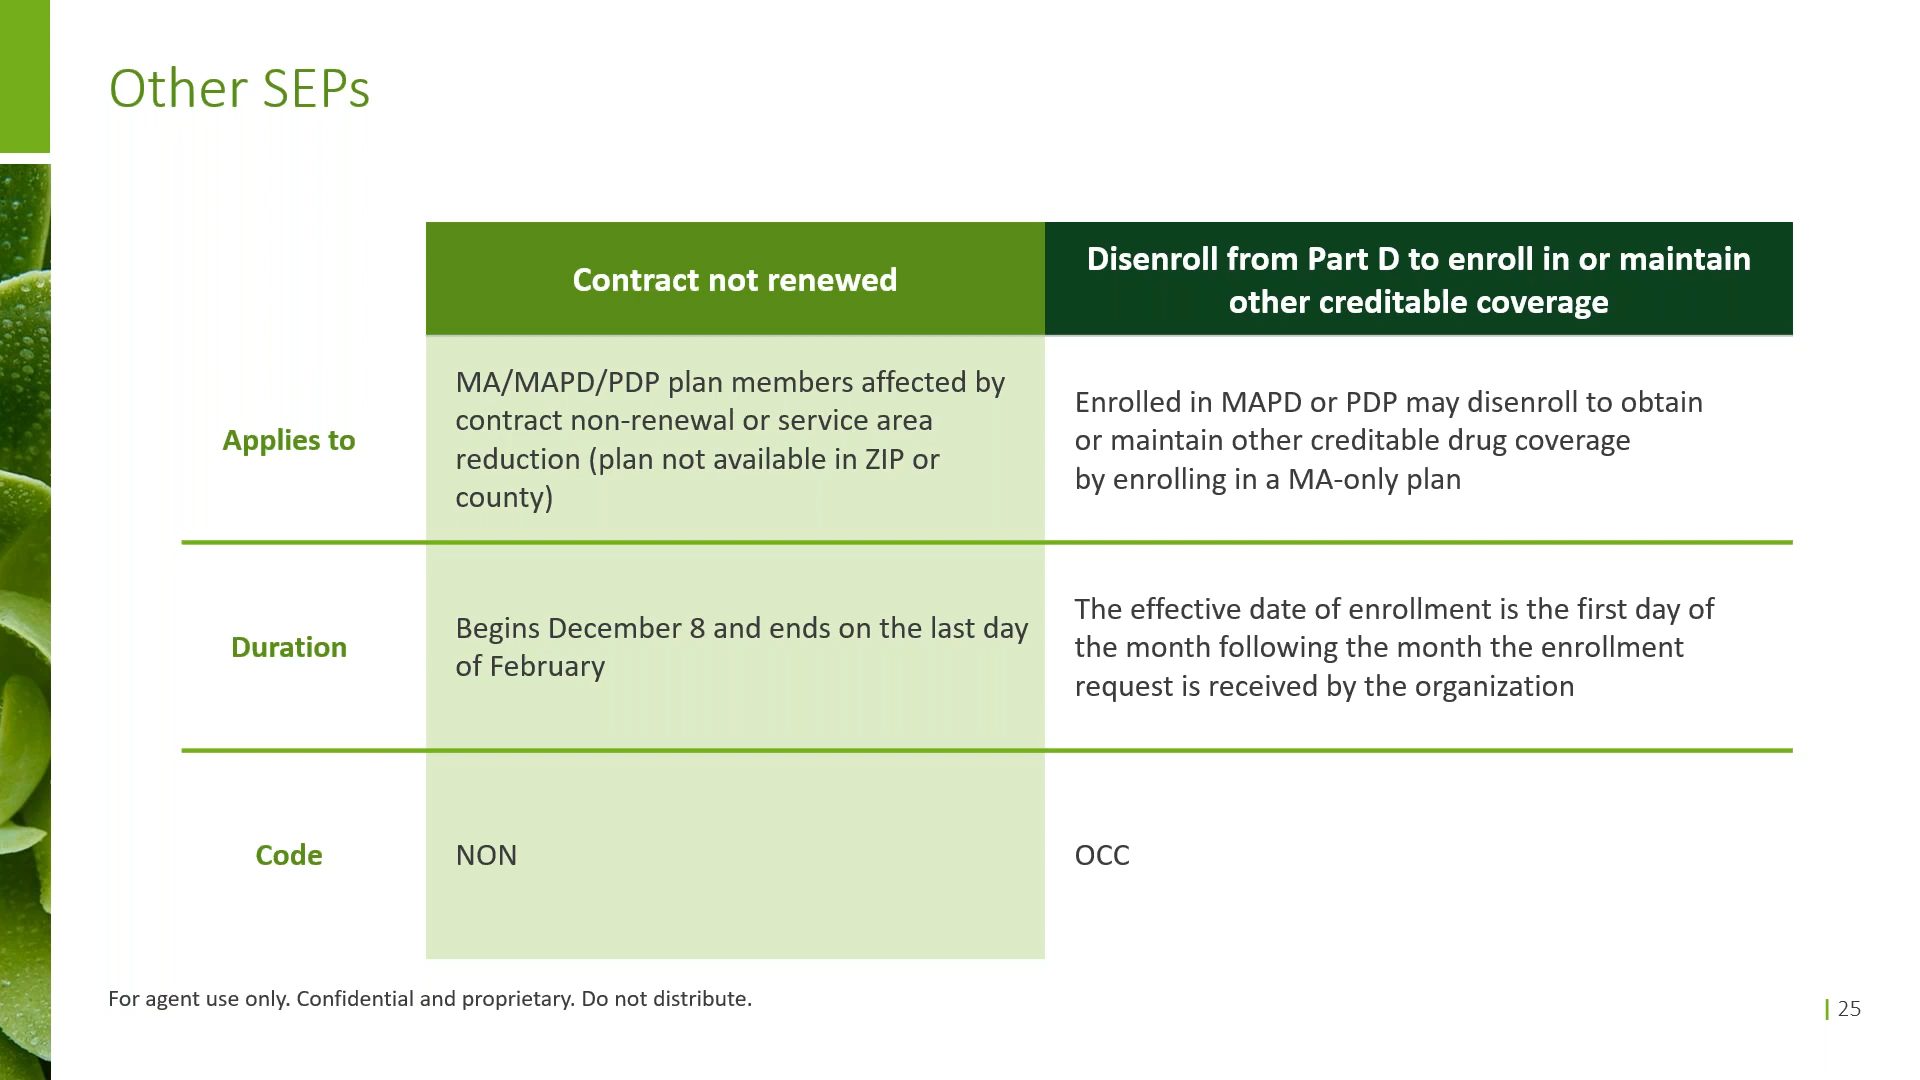 Other SEPs
Contract not renewed
Disenroll from Part D to enroll in or maintain
other creditable coverage
Applies to
MA/MAPD/PDP plan members affected by
contract non-renewal or service area
reduction (plan not available in ZIP or
county)
Enrolled in MAPD or PDP may disenroll to obtain
or maintain other creditable drug coverage
by enrolling in a MA-only plan
Duration
Begins December 8 and ends on the last day
of February
The effective date of enrollment is the first day of
the month following the month the enrollment
request is received by the organization
Code
NON
OCC
For agent use only. Confidential and proprietary. Do not distribute.
| 25